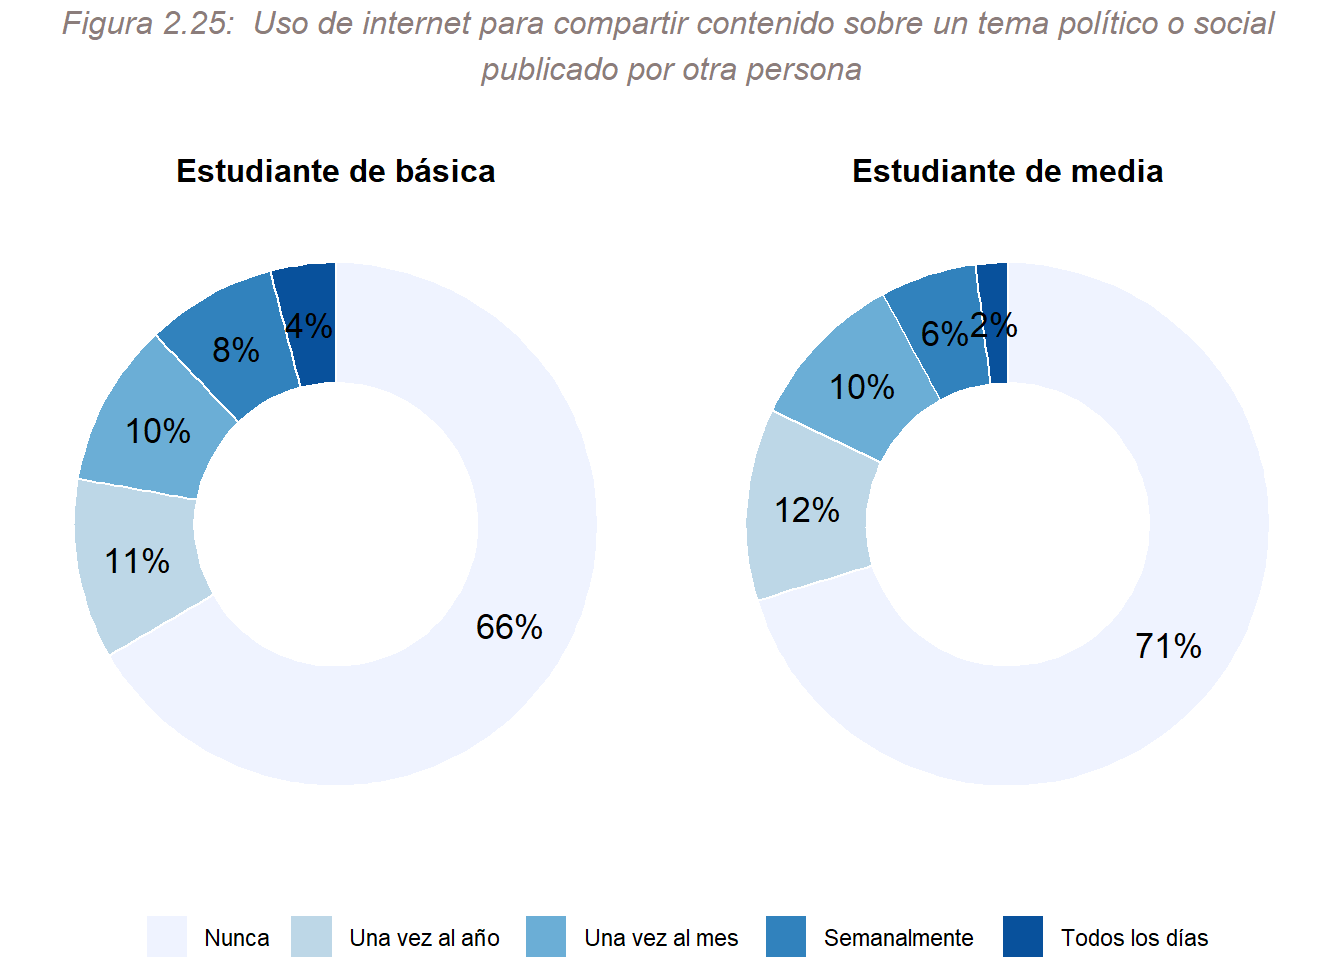 Figura 2.25:  Uso de internet para compartir contenido sobre un tema político o social
publicado por otra persona
Estudiante de básica
Estudiante de media
4%
8%
10%
11%
66%
2%
6%
10%
12%
71%
Nunca
Una vez al año
Una vez al mes
Semanalmente
Todos los días